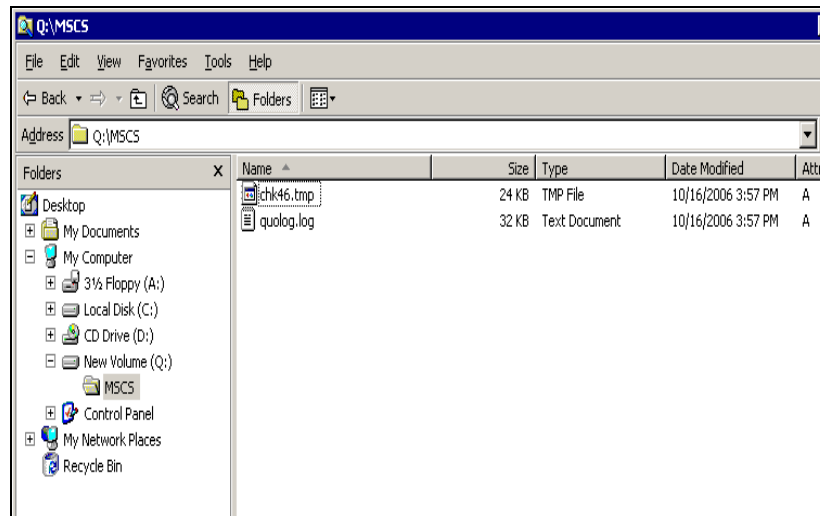 Q:\MSCS
File Edit View Favorites Tools Help
Back Search Folders
Address Q:\MSCS
Folders X
Desktop
My Documents
My Computer
3½ Floppy (A:)
Local Disk (C:)
CD Drive (D:)
New Volume (Q:)
MSCS
Control Panel
My Network Places
Recycle Bin
Name Size Type Date Modified Attr
chk46.tmp 24 KB TMP File 10/16/2006 3:57 PM A
quolog.log 32 KB Text Document 10/16/2006 3:57 PM A